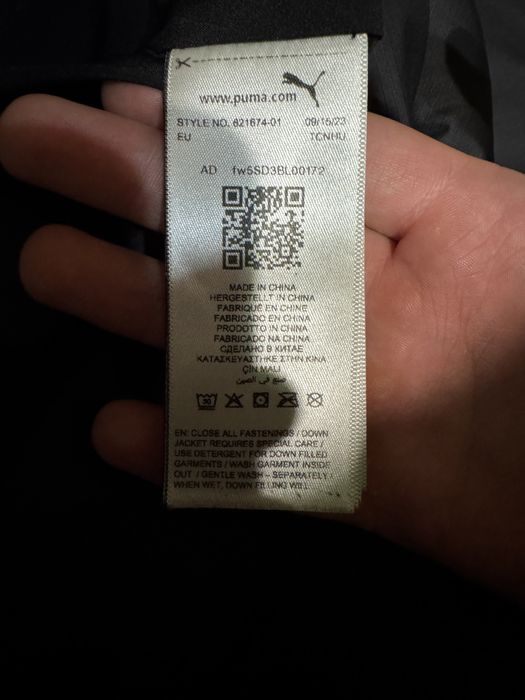 www.puma.com
STYLE NO. 621674-01 09/15/23
EU TCNHU
AD fw5SD3BL00172
MADE IN CHINA
HERGESTELLT IN CHINA
FABRIQUÉ EN CHINE
FABRICADO EN CHINA
PRODOTTO IN CHINA
FABRICADO NA CHINA
СДЕЛАНО В КИТАЕ
ΚΑΤΑΣΚΕΥΑΣΤΗΚΕ ΣΤΗΝ ΚΙΝΑ
ÇİN MALI
صنع في الصين
30
EN: CLOSE ALL FASTENINGS / DOWN
JACKET REQUIRES SPECIAL CARE /
USE DETERGENT FOR DOWN FILLED
GARMENTS / WASH GARMENT INSIDE
OUT / GENTLE WASH – SEPARATELY /
WHEN WET, DOWN FILLING WILL